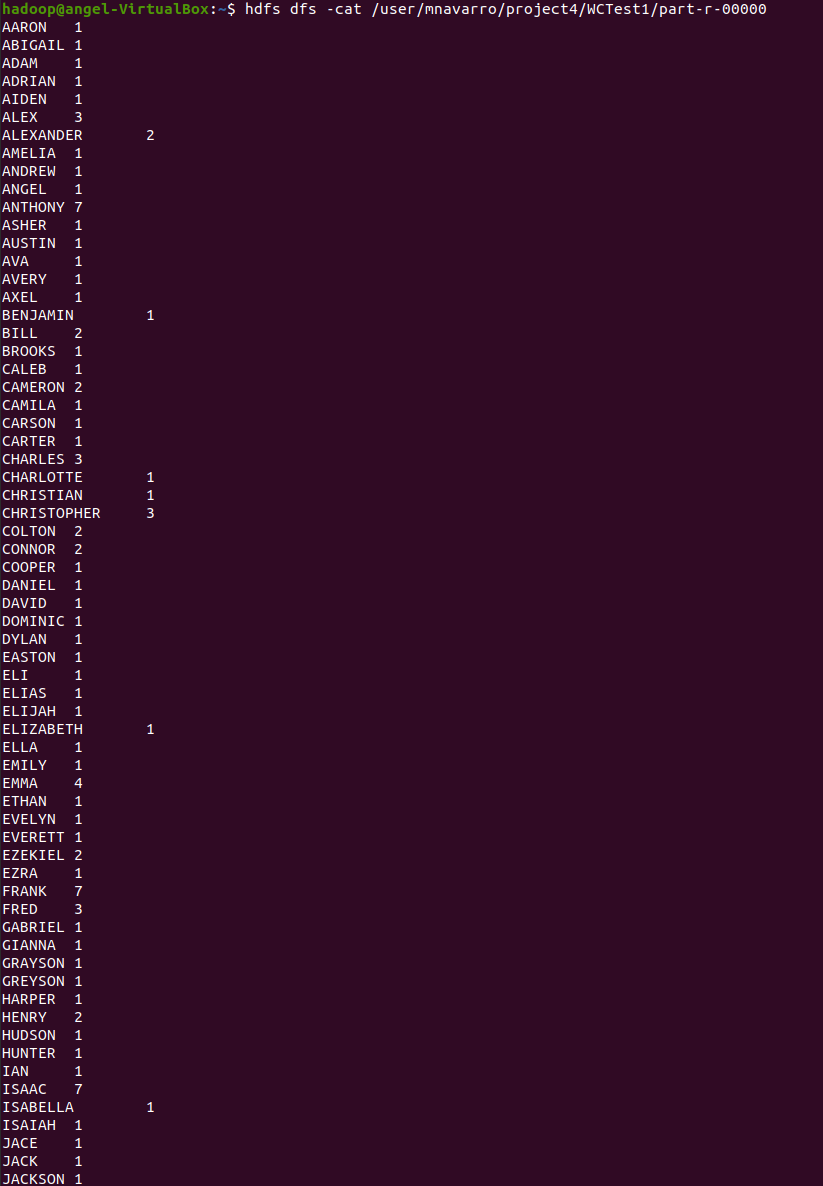 hadoop@angel-VirtualBox:~$ hdfs dfs -cat /user/mnavarro/project4/WCTest1/part-r-00000
AARON 1
ABIGAIL 1
ADAM 1
ADRIAN 1
AIDEN 1
ALEX 3
ALEXANDER 2
AMELIA 1
ANDREW 1
ANGEL 1
ANTHONY 7
ASHER 1
AUSTIN 1
AVA 1
AVERY 1
AXEL 1
BENJAMIN 1
BILL 2
BROOKS 1
CALEB 1
CAMERON 2
CAMILA 1
CARSON 1
CARTER 1
CHARLES 3
CHARLOTTE 1
CHRISTIAN 1
CHRISTOPHER 3
COLTON 2
CONNOR 2
COOPER 1
DANIEL 1
DAVID 1
DOMINIC 1
DYLAN 1
EASTON 1
ELI 1
ELIAS 1
ELIJAH 1
ELIZABETH 1
ELLA 1
EMILY 1
EMMA 4
ETHAN 1
EVELYN 1
EVERETT 1
EZEKIEL 2
EZRA 1
FRANK 7
FRED 3
GABRIEL 1
GIANNA 1
GRAYSON 1
GREYSON 1
HARPER 1
HENRY 2
HUDSON 1
HUNTER 1
IAN 1
ISAAC 7
ISABELLA 1
ISAIAH 1
JACE 1
JACK 1
JACKSON 1